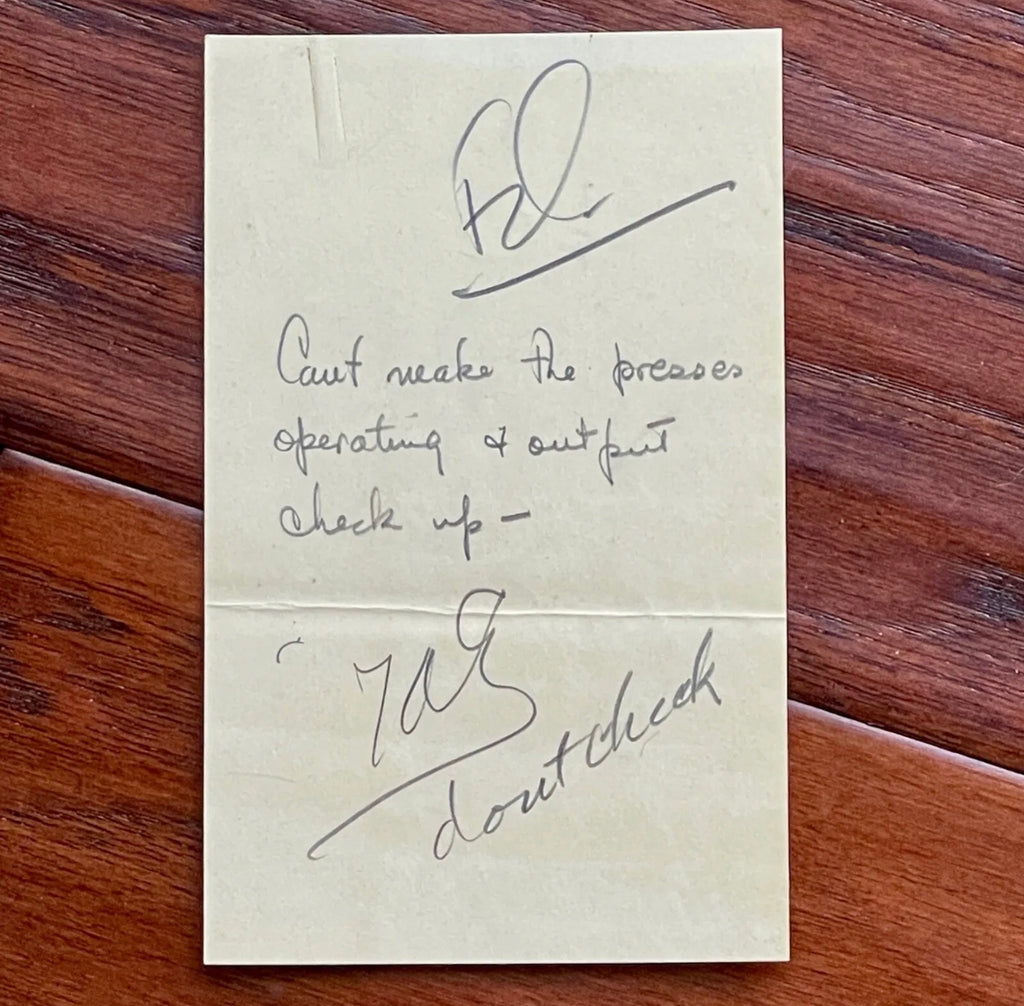 Cant make the presses
operating & output
check up –
dont check